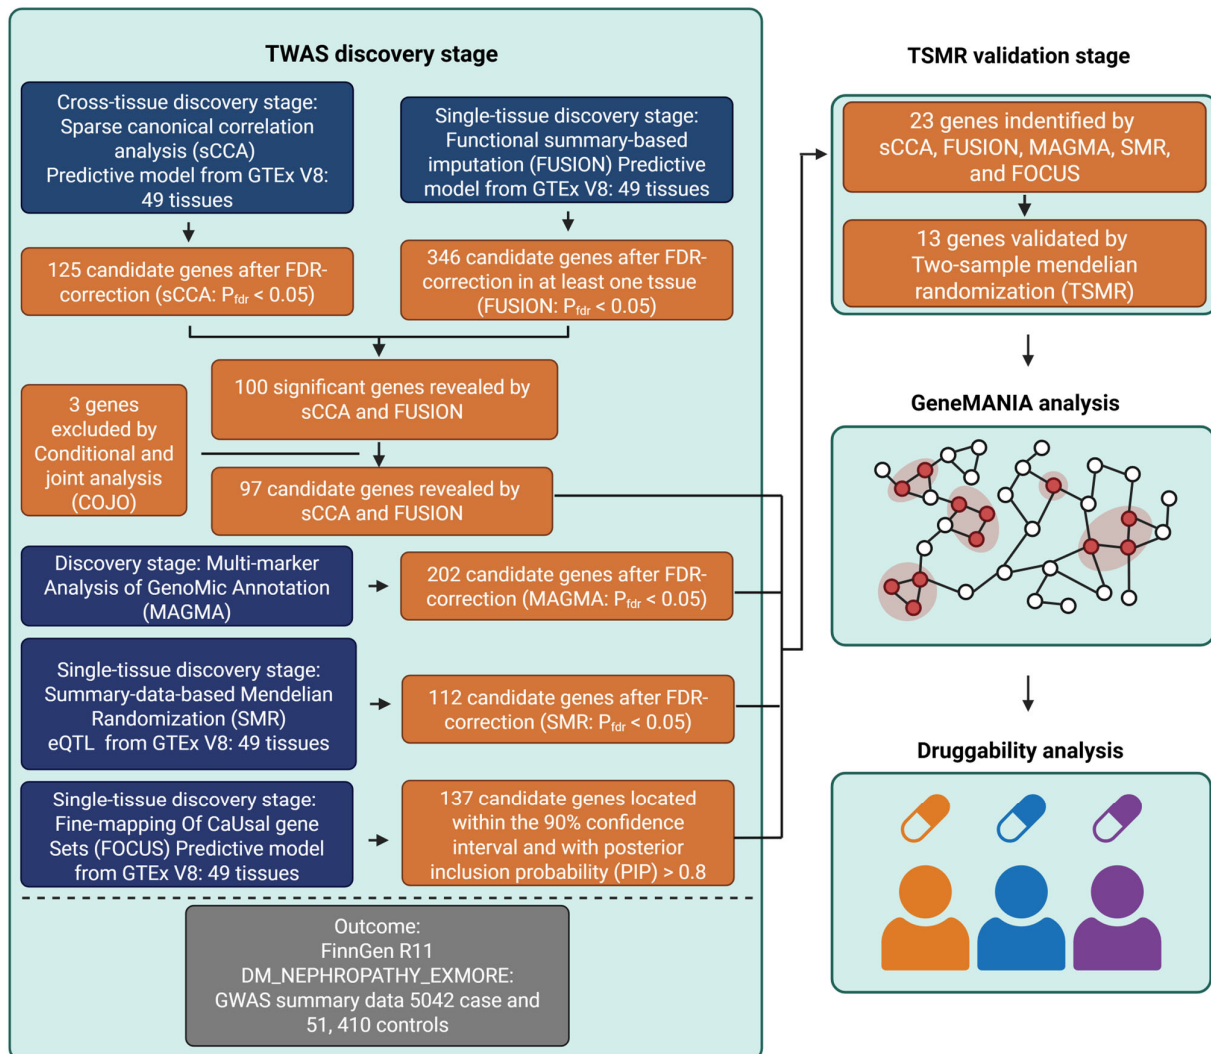 TWAS discovery stage
Cross-tissue discovery stage:
Sparse canonical correlation
analysis (sCCA)
Predictive model from GTEx V8:
49 tissues
Single-tissue discovery stage:
Functional summary-based
imputation (FUSION) Predictive
model from GTEx V8: 49 tissues
125 candidate genes after FDR-
correction (sCCA: Pfdr < 0.05)
346 candidate genes after FDR-
correction in at least one tssue
(FUSION: Pfdr < 0.05)
100 significant genes revealed by
sCCA and FUSION
3 genes
excluded by
Conditional and
joint analysis
(COJO)
97 candidate genes revealed by
sCCA and FUSION
Discovery stage: Multi-marker
Analysis of GenoMic Annotation
(MAGMA)
202 candidate genes after FDR-
correction (MAGMA: Pfdr < 0.05)
Single-tissue discovery stage:
Summary-data-based Mendelian
Randomization (SMR)
eQTL from GTEx V8: 49 tissues
112 candidate genes after FDR-
correction (SMR: Pfdr < 0.05)
Single-tissue discovery stage:
Fine-mapping Of CaUsal gene
Sets (FOCUS) Predictive model
from GTEx V8: 49 tissues
137 candidate genes located
within the 90% confidence
interval and with posterior
inclusion probability (PIP) > 0.8
Outcome:
FinnGen R11
DM_NEPHROPATHY_EXMORE:
GWAS summary data 5042 case and
51, 410 controls
TSMR validation stage
23 genes indentified by
sCCA, FUSION, MAGMA, SMR,
and FOCUS
13 genes validated by
Two-sample mendelian
randomization (TSMR)
GeneMANIA analysis
Druggability analysis